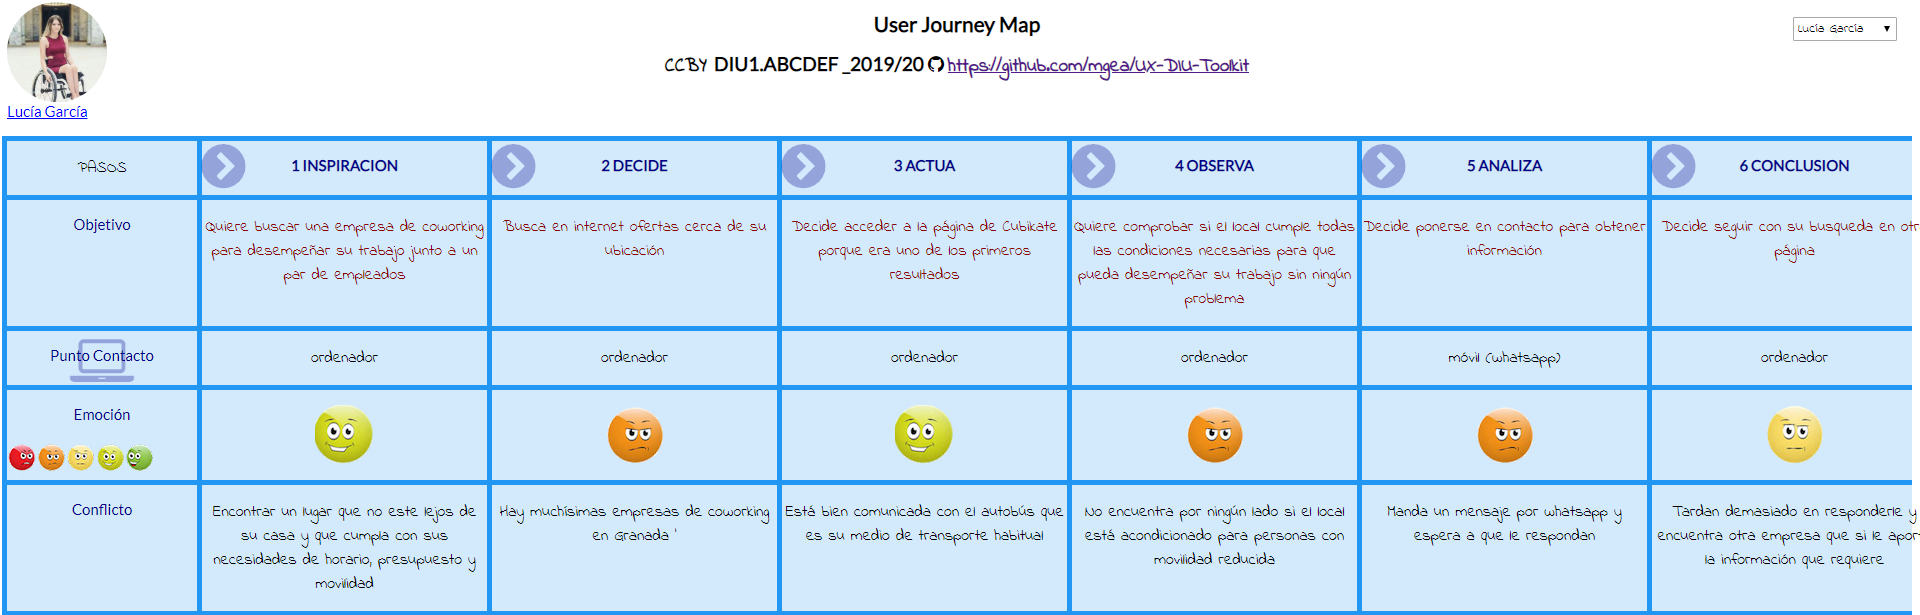 User Journey Map
Lucía García
CCBY DIU1.ABCDEF _2019/20 https://github.com/mgea/UX-DIU-Toolkit
Lucía García
PASOS
1 INSPIRACION
2 DECIDE
3 ACTUA
4 OBSERVA
5 ANALIZA
6 CONCLUSION
Objetivo
Quiere buscar una empresa de coworking
para desempeñar su trabajo junto a un
par de empleados
Busca en internet ofertas cerca de su
ubicación
Decide acceder a la página de Cubikate
porque era uno de los primeros
resultados
Quiere comprobar si el local cumple todas
las condiciones necesarias para que
pueda desempeñar su trabajo sin ningún
problema
Decide ponerse en contacto para obtener
información
Decide seguir con su busqueda en otr
página
Punto Contacto
ordenador
ordenador
ordenador
ordenador
móvil (whatsapp)
ordenador
Emoción
Conflicto
Encontrar un lugar que no este lejos de
su casa y que cumpla con sus
necesidades de horario, presupuesto y
movilidad
Hay muchísimas empresas de coworking
en Granada '
Está bien comunicada con el autobús que
es su medio de transporte habitual
No encuentra por ningún lado si el local
está acondicionado para personas con
movilidad reducida
Manda un mensaje por whatsapp y
espera a que le respondan
Tardan demasiado en responderle y
encuentra otra empresa que si le apor
la información que requiere